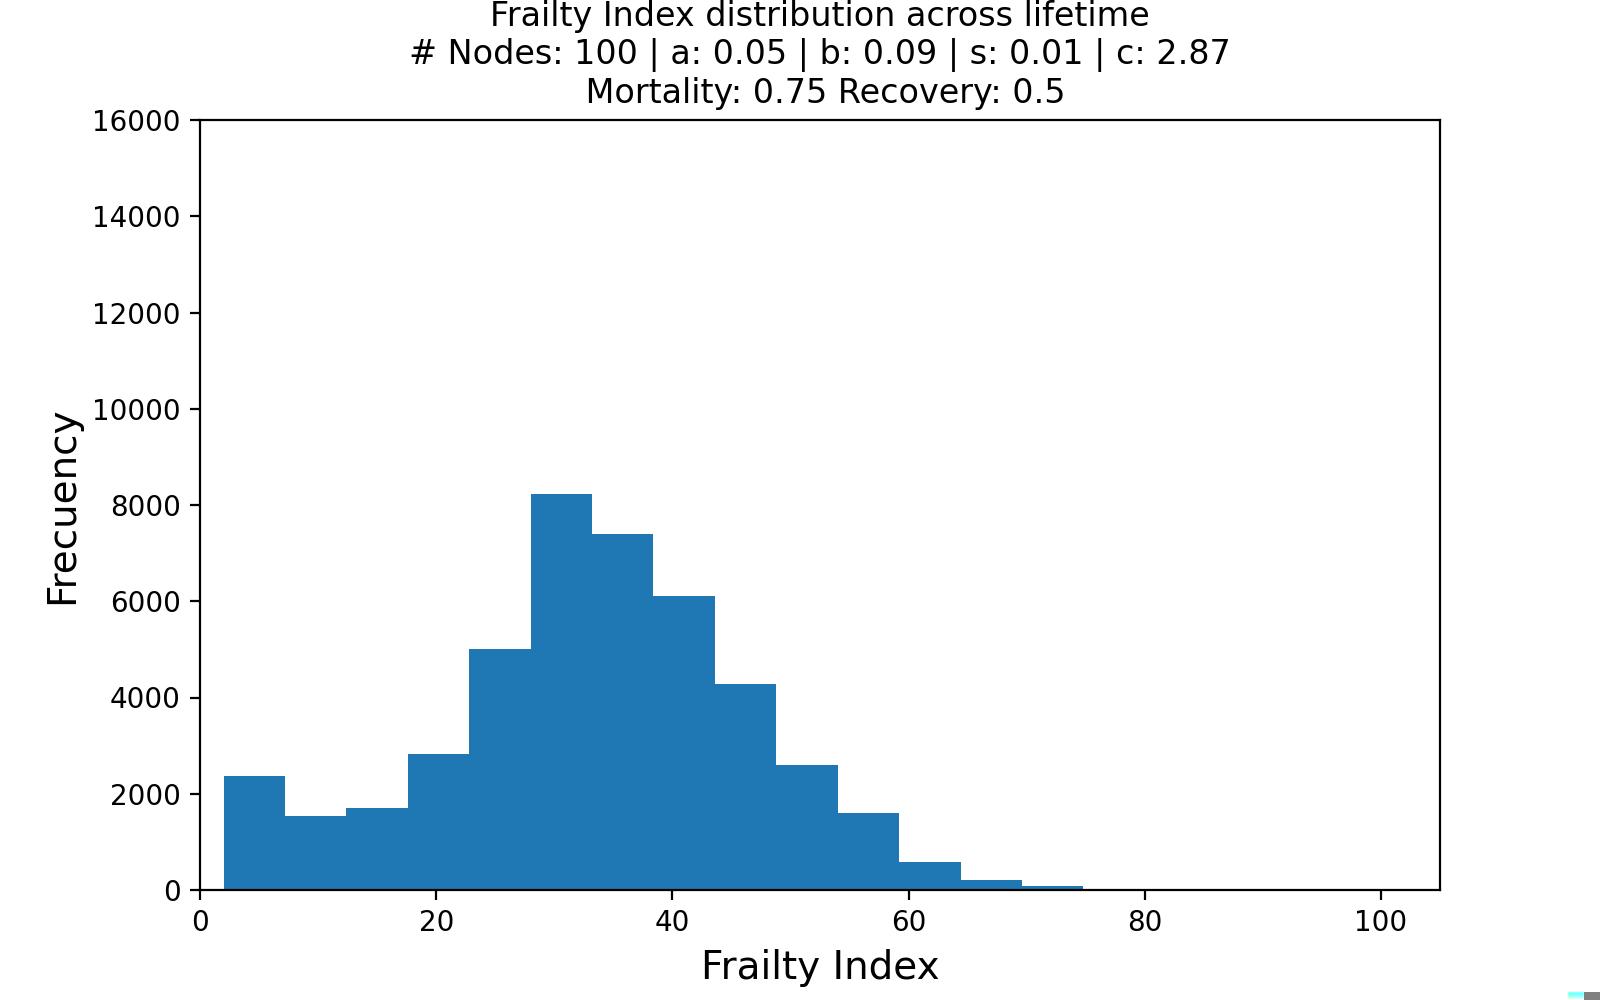 Frailty Index distribution across lifetime
# Nodes: 100 | a: 0.05 | b: 0.09 | s: 0.01 | c: 2.87
Mortality: 0.75 Recovery: 0.5
16000
14000
12000
10000
8000
6000
4000
2000
0
Frecuency
0 20 40 60 80 100
Frailty Index